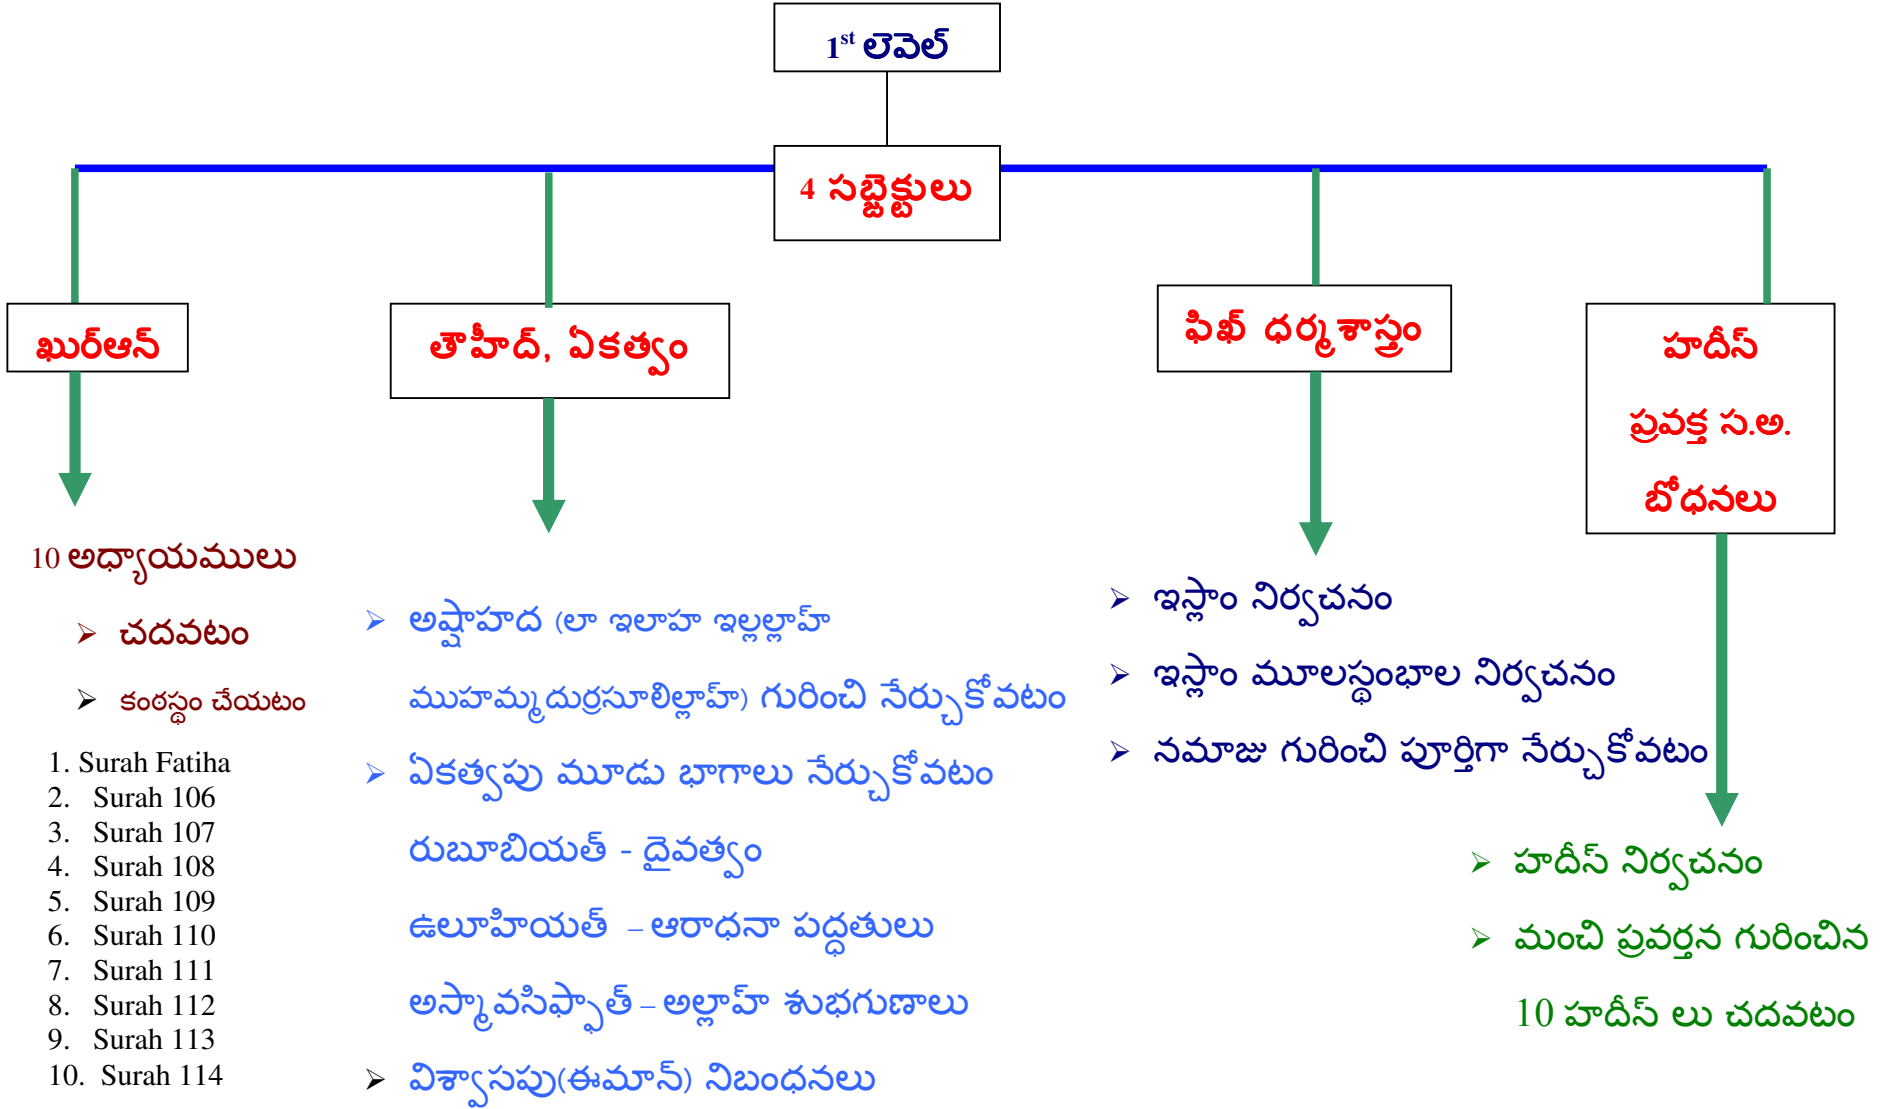 1st లెవెల్
4 సబ్జెక్టులు
ఖుర్ఆన్
10 అధ్యాయములు
➢ చదవటం
➢ కంఠస్థం చేయటం
1. Surah Fatiha
2. Surah 106
3. Surah 107
4. Surah 108
5. Surah 109
6. Surah 110
7. Surah 111
8. Surah 112
9. Surah 113
10. Surah 114
తౌహీద్, ఏకత్వం
➢ అష్షాహద (లా ఇలాహ ఇల్లల్లాహ్
ముహమ్మదుర్రసూలిల్లాహ్) గురించి నేర్చుకోవటం
➢ ఏకత్వపు మూడు భాగాలు నేర్చుకోవటం
రుబూబియత్ - దైవత్వం
ఉలూహియత్ – ఆరాధనా పద్ధతులు
అస్మావసిఫ్ఫాత్ – అల్లాహ్ శుభగుణాలు
➢ విశ్వాసపు(ఈమాన్) నిబంధనలు
ఫిఖ్ ధర్మశాస్త్రం
➢ ఇస్లాం నిర్వచనం
➢ ఇస్లాం మూలస్థంభాల నిర్వచనం
➢ నమాజు గురించి పూర్తిగా నేర్చుకోవటం
హదీస్
ప్రవక్త స.అ.
బోధనలు
➢ హదీస్ నిర్వచనం
➢ మంచి ప్రవర్తన గురించిన
10 హదీస్ లు చదవటం